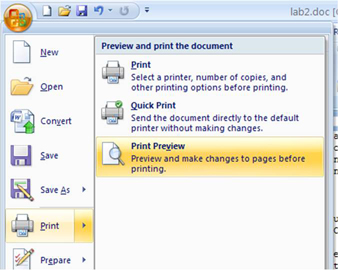 lab2.doc [C
New
Open
Convert
Save
Save As
Print
Prepare
Preview and print the document
Print
Select a printer, number of copies, and
other printing options before printing.
Quick Print
Send the document directly to the default
printer without making changes.
Print Preview
Preview and make changes to pages before
printing.